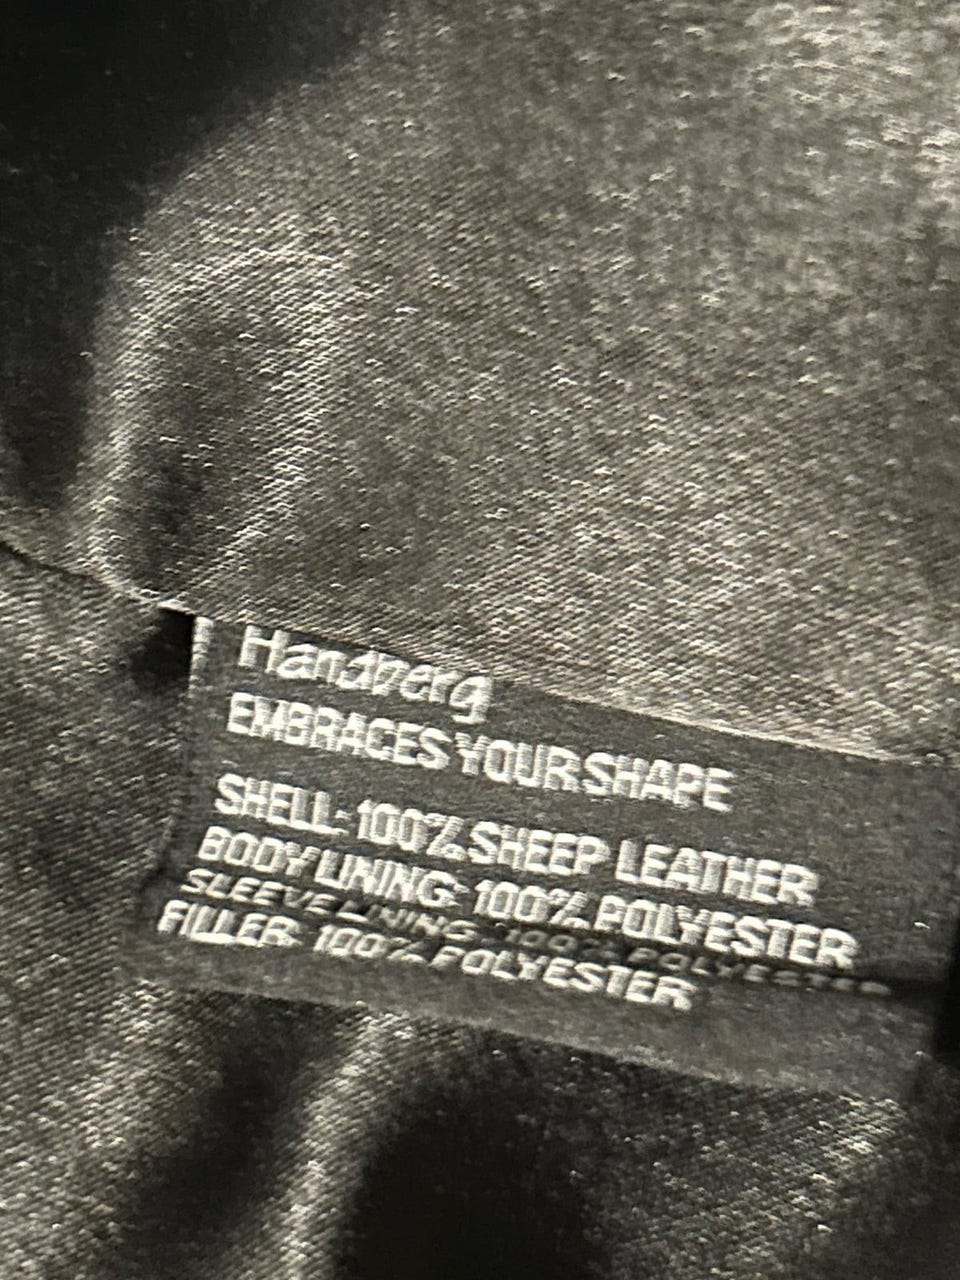 Handberg
EMBRACES YOUR SHAPE
SHELL: 100% SHEEP LEATHER
BODY LINING: 100% POLYESTER
SLEEVE LINING: 100% POLYESTER
FILLER: 100% POLYESTER